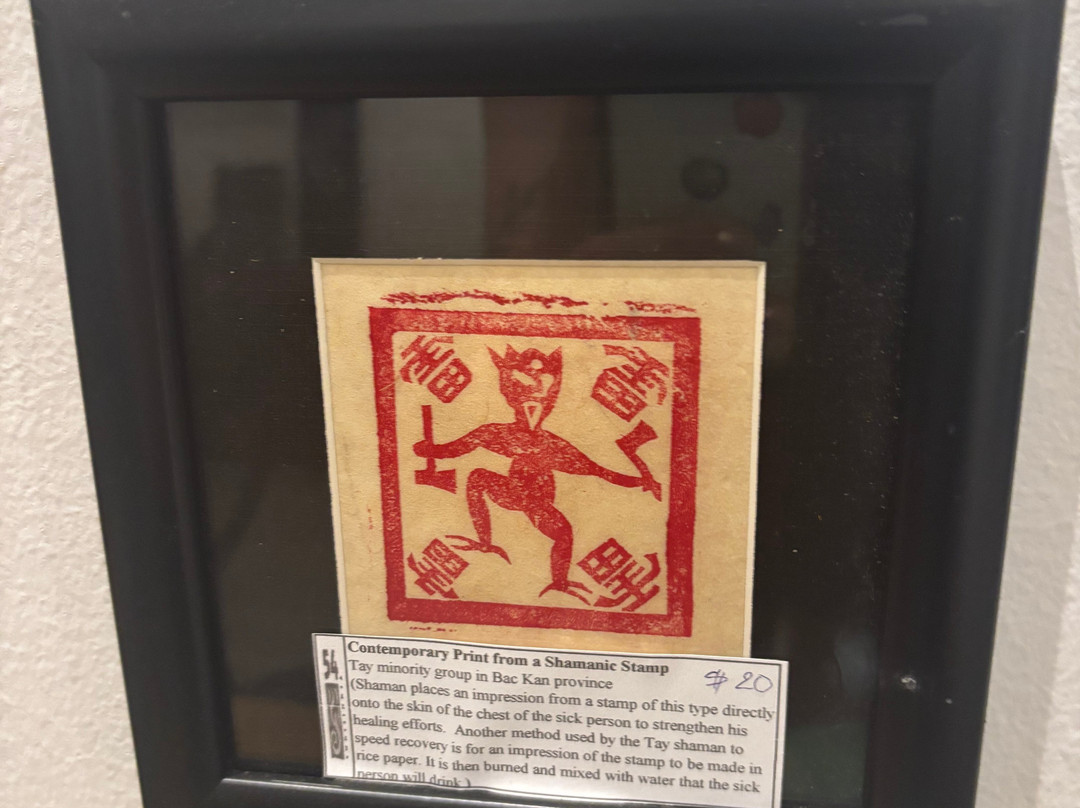 Contemporary Print from a Shamanic Stamp
Tay minority group in Bac Kan province
$ 20
(Shaman places an impression from a stamp of this type directly
onto the skin of the chest of the sick person to strengthen his
healing efforts. Another method used by the Tay shaman to
speed recovery is for an impression of the stamp to be made in
rice paper. It is then burned and mixed with water that the sick
person will drink.)